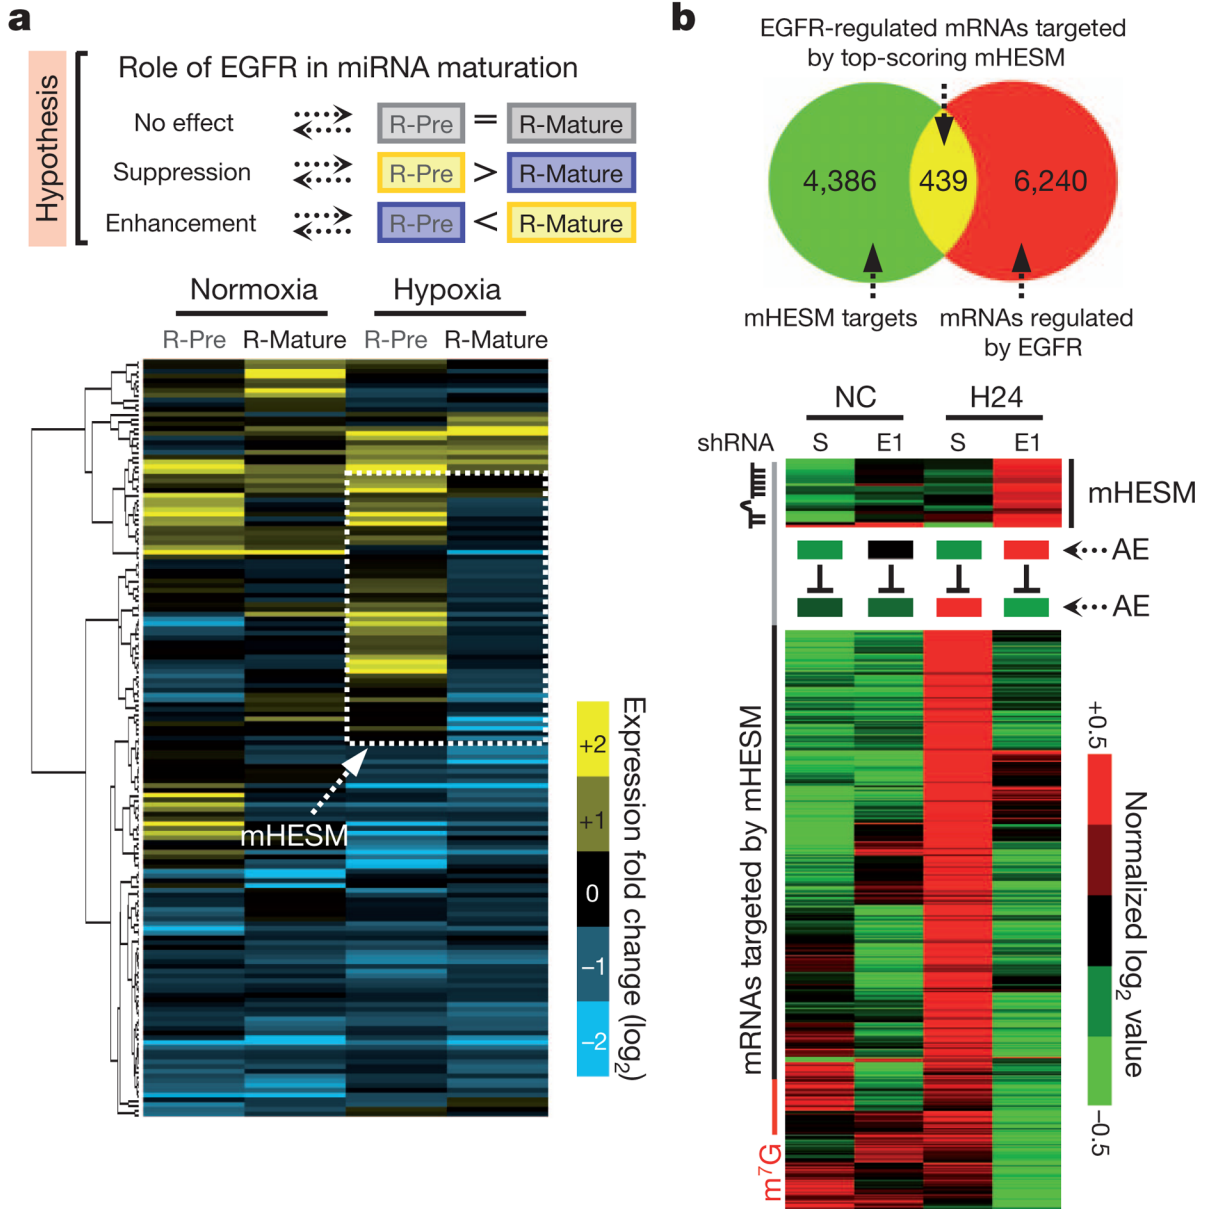 a
Hypothesis
Role of EGFR in miRNA maturation
No effect R-Pre = R-Mature
Suppression R-Pre > R-Mature
Enhancement R-Pre < R-Mature
Normoxia Hypoxia
R-Pre R-Mature R-Pre R-Mature
mHESM
+2
+1
0
−1
−2
Expression fold change (log2)
b
EGFR-regulated mRNAs targeted
by top-scoring mHESM
4,386 439 6,240
mHESM targets
mRNAs regulated
by EGFR
NC H24
shRNA S E1 S E1
mHESM
AE
AE
mRNAs targeted by mHESM
m7G
+0.5
−0.5
Normalized log2 value